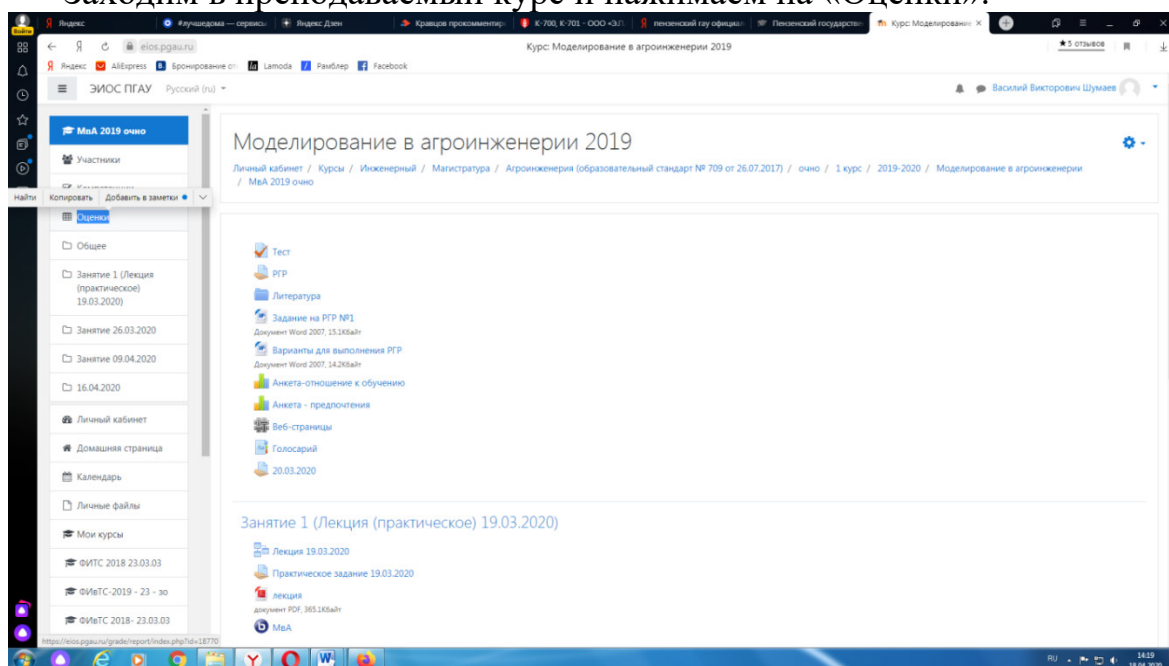 Заходим в преподаваемый курс и нажимаем на «Оценки».
Войти
Яндекс
#лучшедома — сервисы
Яндекс Дзен
Кравцов прокомментиро
К-700, К-701 - ООО «З.П.
пензенский гау официал
Пензенский государстве
Курс: Моделирование
eios.pgau.ru
Курс: Моделирование в агроинженерии 2019
★5 отзывов
Яндекс
AliExpress
Бронирование от
Lamoda
Рамблер
Facebook
ЭИОС ПГАУ
Русский (ru)
Василий Викторович Шумаев
МвА 2019 очно
Участники
Найти
Копировать
Добавить в заметки
Оценки
Общее
Занятие 1 (Лекция
(практическое)
19.03.2020)
Занятие 26.03.2020
Занятие 09.04.2020
16.04.2020
Личный кабинет
Домашняя страница
Календарь
Личные файлы
Мои курсы
ФИТС 2018 23.03.03
ФИвТС-2019 - 23 - зо
ФИвТС 2018- 23.03.03
Моделирование в агроинженерии 2019
Личный кабинет / Курсы / Инженерный / Магистратура / Агроинженерия (образовательный стандарт № 709 от 26.07.2017) / очно / 1 курс / 2019-2020 / Моделирование в агроинженерии
/ МвА 2019 очно
Тест
РГР
Литература
Задание на РГР №1
Документ Word 2007, 15.1Кбайт
Варианты для выполнения РГР
Документ Word 2007, 14.2Кбайт
Анкета-отношение к обучению
Анкета - предпочтения
Веб-страницы
Голосарий
20.03.2020
Занятие 1 (Лекция (практическое) 19.03.2020)
Лекция 19.03.2020
Практическое задание 19.03.2020
лекция
документ PDF, 365.1Кбайт
МвА
https://eios.pgau.ru/grade/report/index.php?id=18770
RU
14:19
18.04.2020